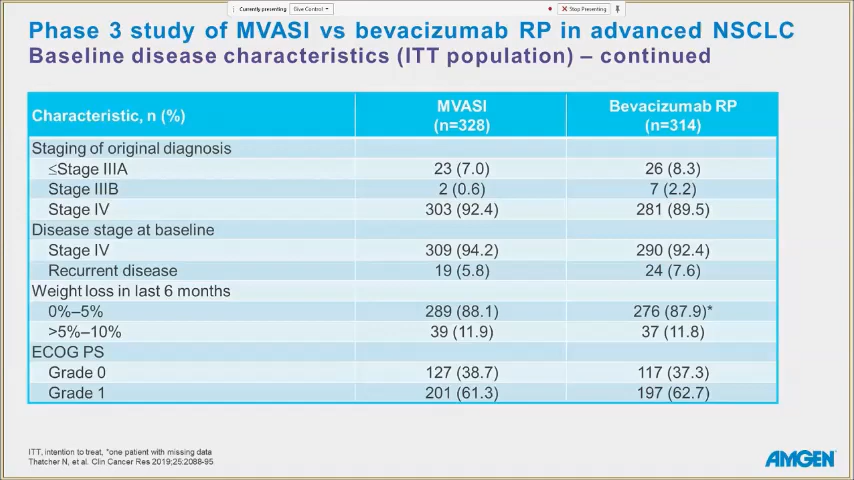 Currently presenting Give Control Stop Presenting
Phase 3 study of MVASI vs bevacizumab RP in advanced NSCLC
Baseline disease characteristics (ITT population) – continued
Characteristic, n (%) MVASI (n=328) Bevacizumab RP (n=314)
Staging of original diagnosis
≤Stage IIIA 23 (7.0) 26 (8.3)
Stage IIIB 2 (0.6) 7 (2.2)
Stage IV 303 (92.4) 281 (89.5)
Disease stage at baseline
Stage IV 309 (94.2) 290 (92.4)
Recurrent disease 19 (5.8) 24 (7.6)
Weight loss in last 6 months
0%–5% 289 (88.1) 276 (87.9)*
>5%–10% 39 (11.9) 37 (11.8)
ECOG PS
Grade 0 127 (38.7) 117 (37.3)
Grade 1 201 (61.3) 197 (62.7)
ITT, intention to treat, *one patient with missing data
Thatcher N, et al. Clin Cancer Res 2019;25:2088-95
AMGEN